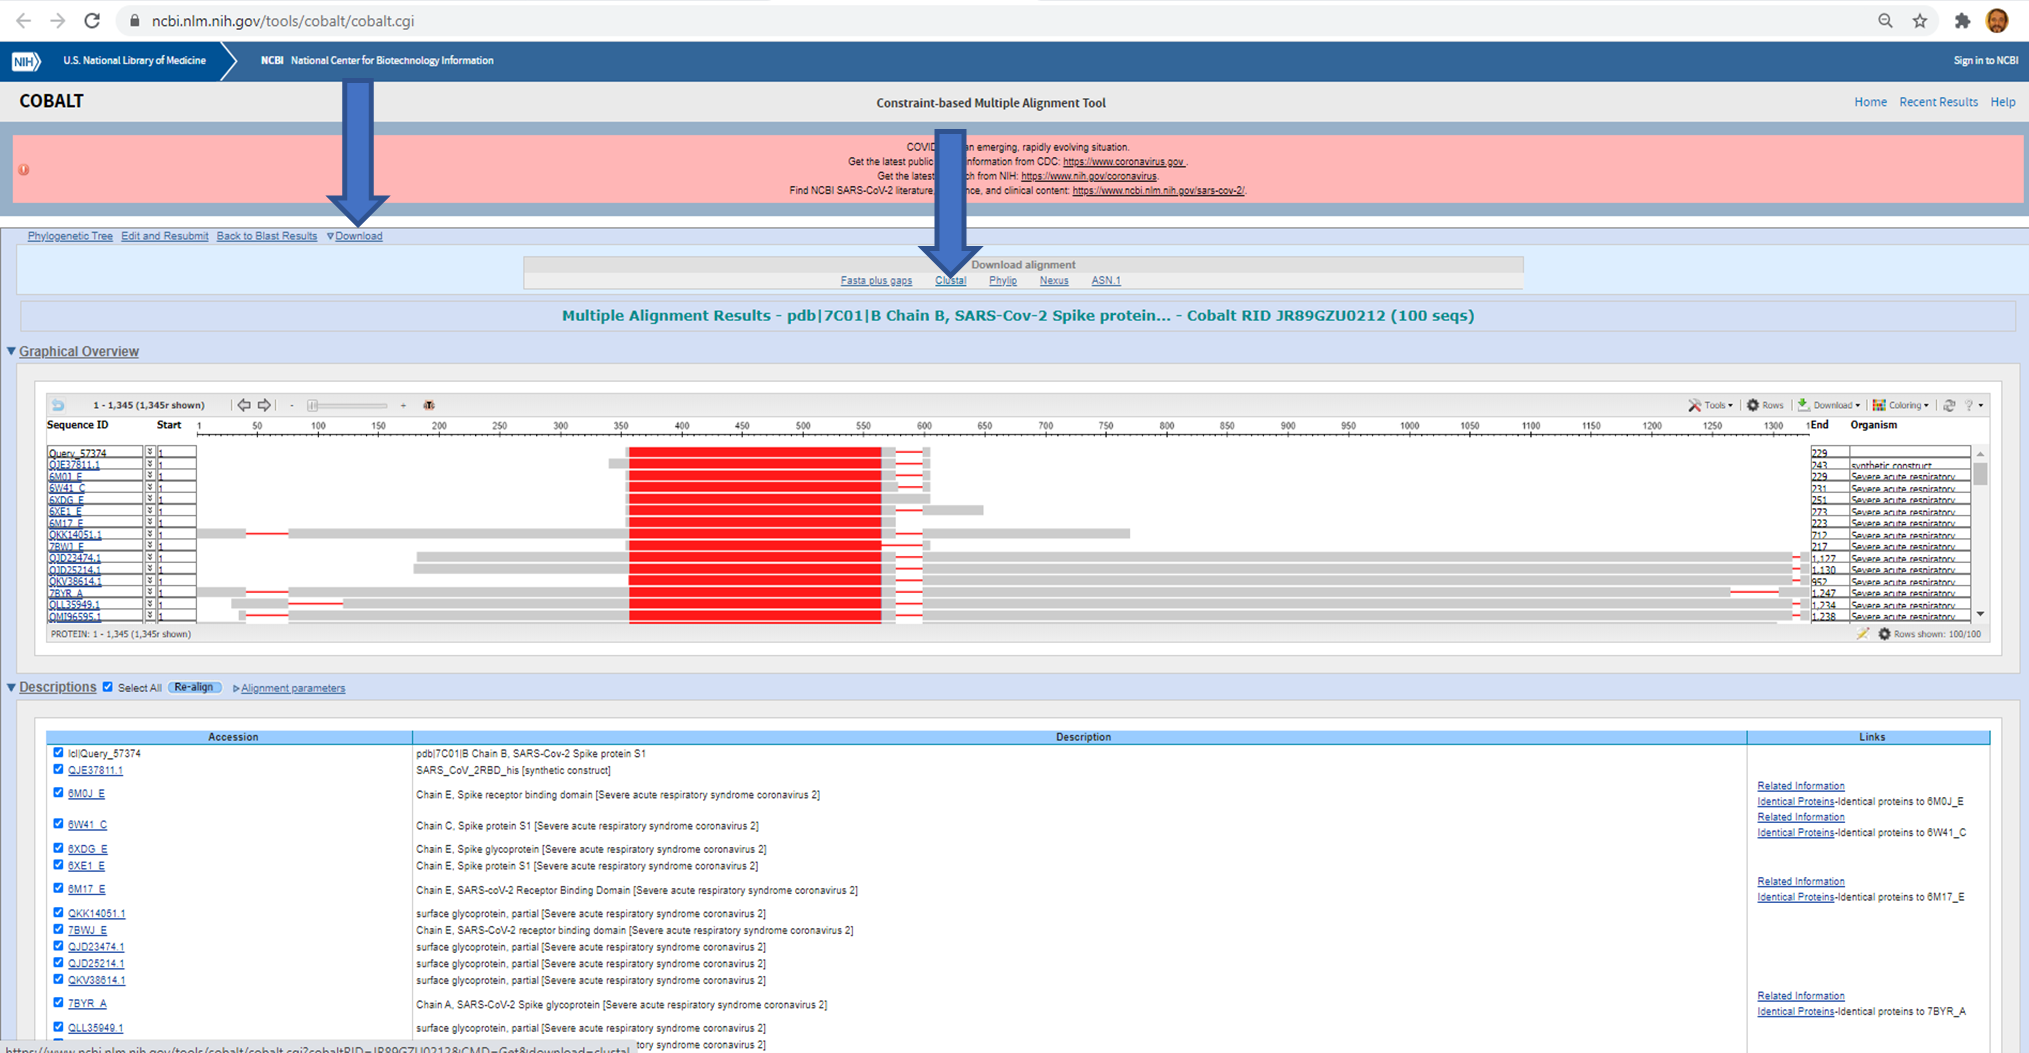 ncbi.nlm.nih.gov/tools/cobalt/cobalt.cgi
NIH U.S. National Library of Medicine NCBI National Center for Biotechnology Information Sign in to NCBI
COBALT Constraint-based Multiple Alignment Tool Home Recent Results Help
an emerging, rapidly evolving situation.
Get the latest public information from CDC: https://www.coronavirus.gov .
Get the latest ch from NIH: https://www.nih.gov/coronavirus.
Find NCBI SARS-CoV-2 literature, nce, and clinical content: https://www.ncbi.nlm.nih.gov/sars-cov-2/.
Phylogenetic Tree Edit and Resubmit Back to Blast Results Download
Download alignment
Fasta plus gaps Clustal Phylip Nexus ASN.1
Multiple Alignment Results - pdb|7C01|B Chain B, SARS-Cov-2 Spike protein... - Cobalt RID JR89GZU0212 (100 seqs)
Graphical Overview
1 - 1,345 (1,345r shown) - + Tools Rows Download Coloring ?
Sequence ID Start 1 50 100 150 200 250 300 350 400 450 500 550 600 650 700 750 800 850 900 950 1000 1050 1100 1150 1200 1250 1300 End Organism
Query_57374 1 229
QJE37811.1 1 243 synthetic construct
6M0J_E 1 229 Severe acute respiratory
6W41_C 1 231 Severe acute respiratory
6XDG_E 1 251 Severe acute respiratory
6XE1_E 1 273 Severe acute respiratory
6M17_E 1 223 Severe acute respiratory
QKK14051.1 1 712 Severe acute respiratory
7BWJ_E 1 217 Severe acute respiratory
QJD23474.1 1 1,127 Severe acute respiratory
QJD25214.1 1 1,130 Severe acute respiratory
QKV38614.1 1 952 Severe acute respiratory
7BYR_A 1 1,247 Severe acute respiratory
QLL35949.1 1 1,234 Severe acute respiratory
QMI96595.1 1 1,238 Severe acute respiratory
PROTEIN: 1 - 1,345 (1,345r shown) Rows shown: 100/100
Descriptions Select All Re-align Alignment parameters
Accession Description Links
lcl|Query_57374 pdb|7C01|B Chain B, SARS-Cov-2 Spike protein S1
QJE37811.1 SARS_CoV_2RBD_his [synthetic construct]
Related Information
6M0J_E Chain E, Spike receptor binding domain [Severe acute respiratory syndrome coronavirus 2]
Identical Proteins-Identical proteins to 6M0J_E
Related Information
6W41_C Chain C, Spike protein S1 [Severe acute respiratory syndrome coronavirus 2]
Identical Proteins-Identical proteins to 6W41_C
6XDG_E Chain E, Spike glycoprotein [Severe acute respiratory syndrome coronavirus 2]
6XE1_E Chain E, Spike protein S1 [Severe acute respiratory syndrome coronavirus 2]
Related Information
6M17_E Chain E, SARS-coV-2 Receptor Binding Domain [Severe acute respiratory syndrome coronavirus 2]
Identical Proteins-Identical proteins to 6M17_E
QKK14051.1 surface glycoprotein, partial [Severe acute respiratory syndrome coronavirus 2]
7BWJ_E Chain E, SARS-CoV-2 receptor binding domain [Severe acute respiratory syndrome coronavirus 2]
QJD23474.1 surface glycoprotein, partial [Severe acute respiratory syndrome coronavirus 2]
QJD25214.1 surface glycoprotein, partial [Severe acute respiratory syndrome coronavirus 2]
QKV38614.1 surface glycoprotein, partial [Severe acute respiratory syndrome coronavirus 2]
Related Information
7BYR_A Chain A, SARS-CoV-2 Spike glycoprotein [Severe acute respiratory syndrome coronavirus 2]
Identical Proteins-Identical proteins to 7BYR_A
QLL35949.1 surface glycoprotein, partial [Severe acute respiratory syndrome coronavirus 2]
tory syndrome coronavirus 2]
https://www.ncbi.nlm.nih.gov/tools/cobalt/cobalt.cgi?cobaltRID=JR89GZU0212&CMD=Get&download=clustal